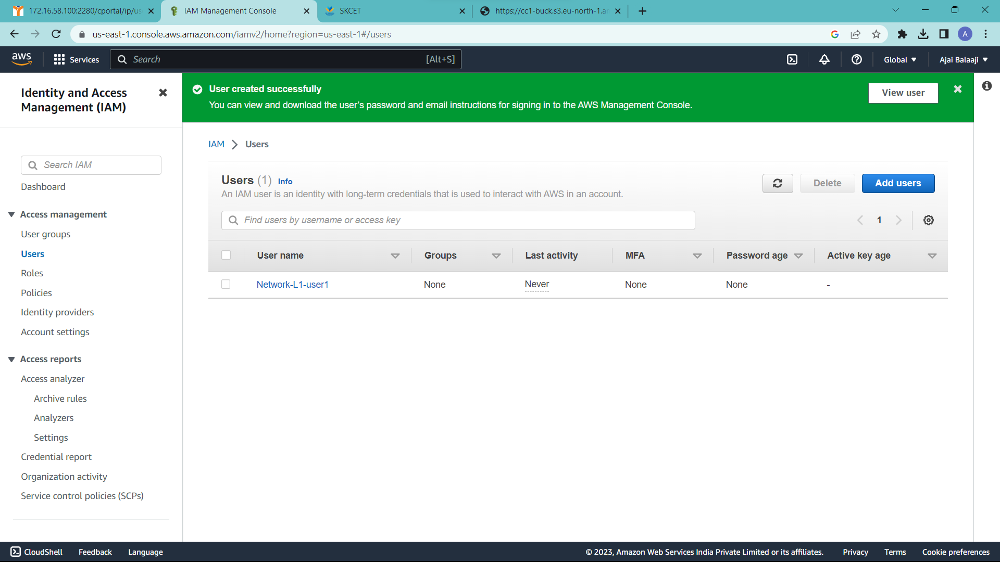 172.16.58.100:2280/cportal/ip/us
IAM Management Console
SKCET
https://cc1-buck.s3.eu-north-1.ar
us-east-1.console.aws.amazon.com/iamv2/home?region=us-east-1#/users
A
aws
Services
Search
[Alt+S]
Global
Ajai Balaaji
Identity and Access
Management (IAM)
Search IAM
Dashboard
Access management
User groups
Users
Roles
Policies
Identity providers
Account settings
Access reports
Access analyzer
Archive rules
Analyzers
Settings
Credential report
Organization activity
Service control policies (SCPs)
User created successfully
You can view and download the user's password and email instructions for signing in to the AWS Management Console.
View user
IAM > Users
Users (1) Info
An IAM user is an identity with long-term credentials that is used to interact with AWS in an account.
Delete
Add users
Find users by username or access key
1
User name Groups Last activity MFA Password age Active key age
Network-L1-user1 None Never None None -
CloudShell Feedback Language
© 2023, Amazon Web Services India Private Limited or its affiliates. Privacy Terms Cookie preferences